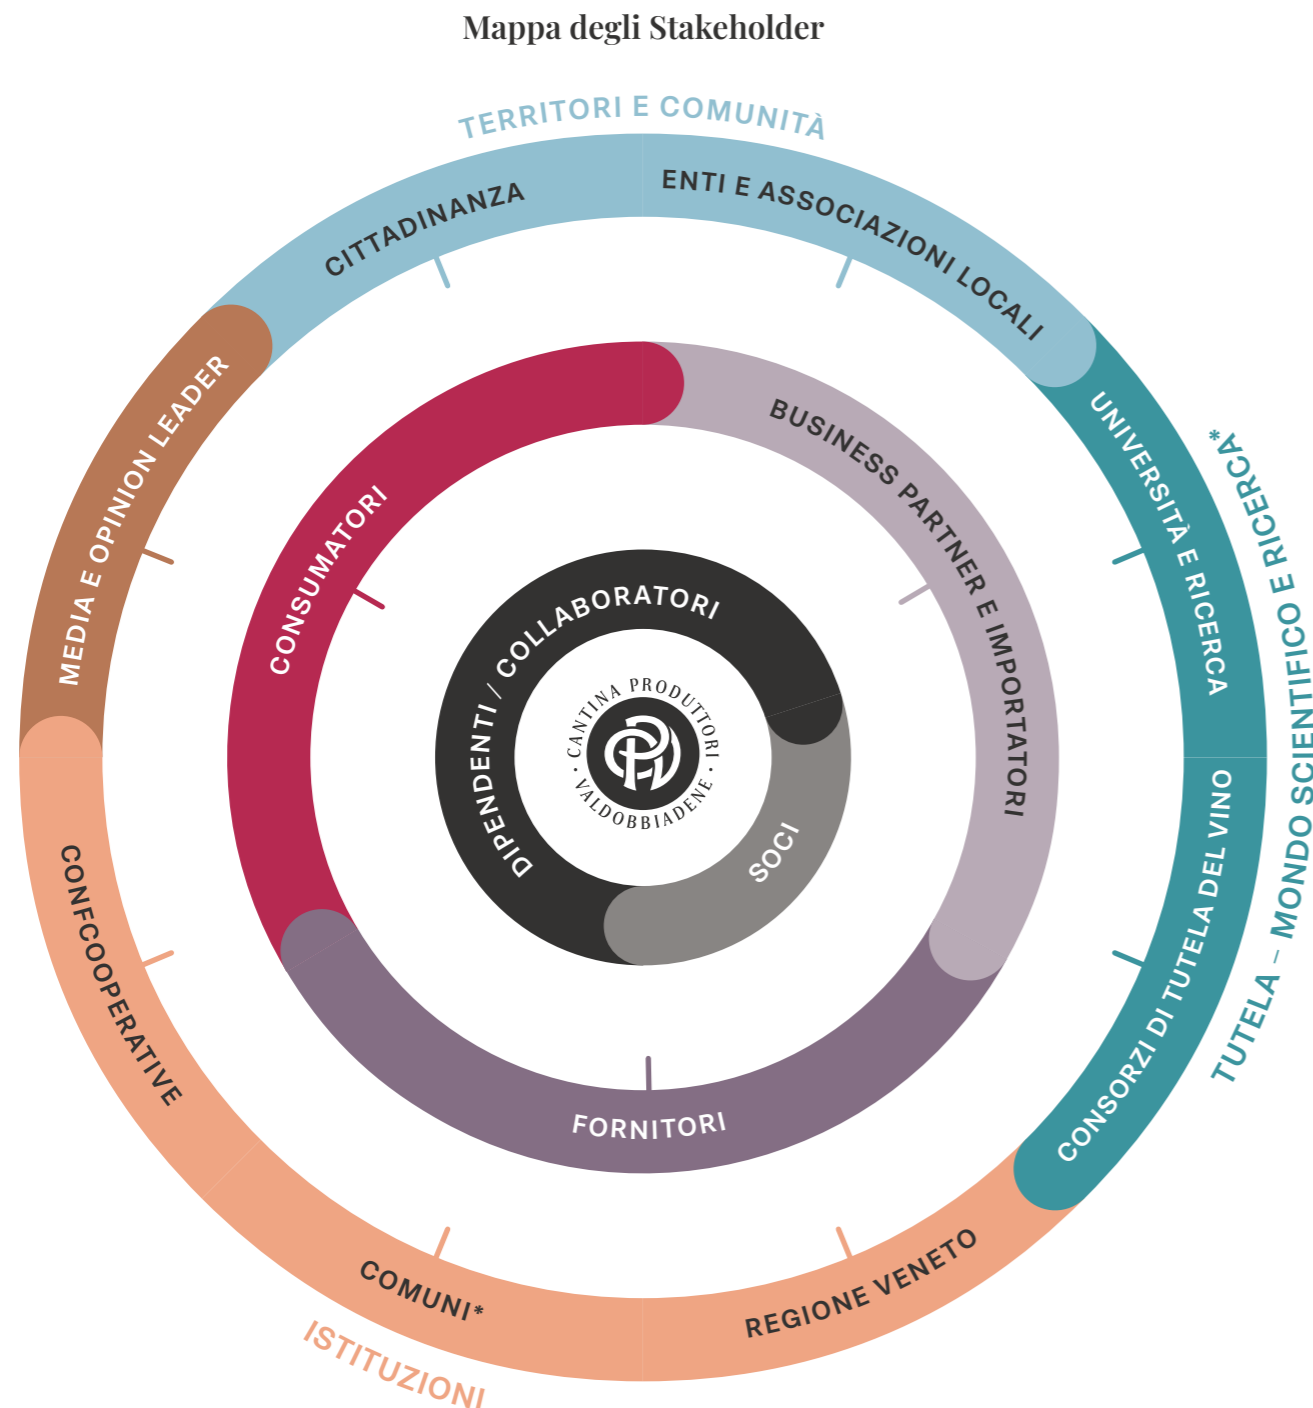 Mappa degli Stakeholder
TERRITORI E COMUNITÀ
CITTADINANZA
ENTI E ASSOCIAZIONI LOCALI
UNIVERSITÀ E RICERCA
TUTELA – MONDO SCIENTIFICO E RICERCA*
CONSORZI DI TUTELA DEL VINO
REGIONE VENETO
COMUNI*
ISTITUZIONI
CONFCOOPERATIVE
MEDIA E OPINION LEADER
CONSUMATORI
BUSINESS PARTNER E IMPORTATORI
FORNITORI
DIPENDENTI / COLLABORATORI
SOCI
CANTINA PRODUTTORI
· VALDOBBIADENE ·